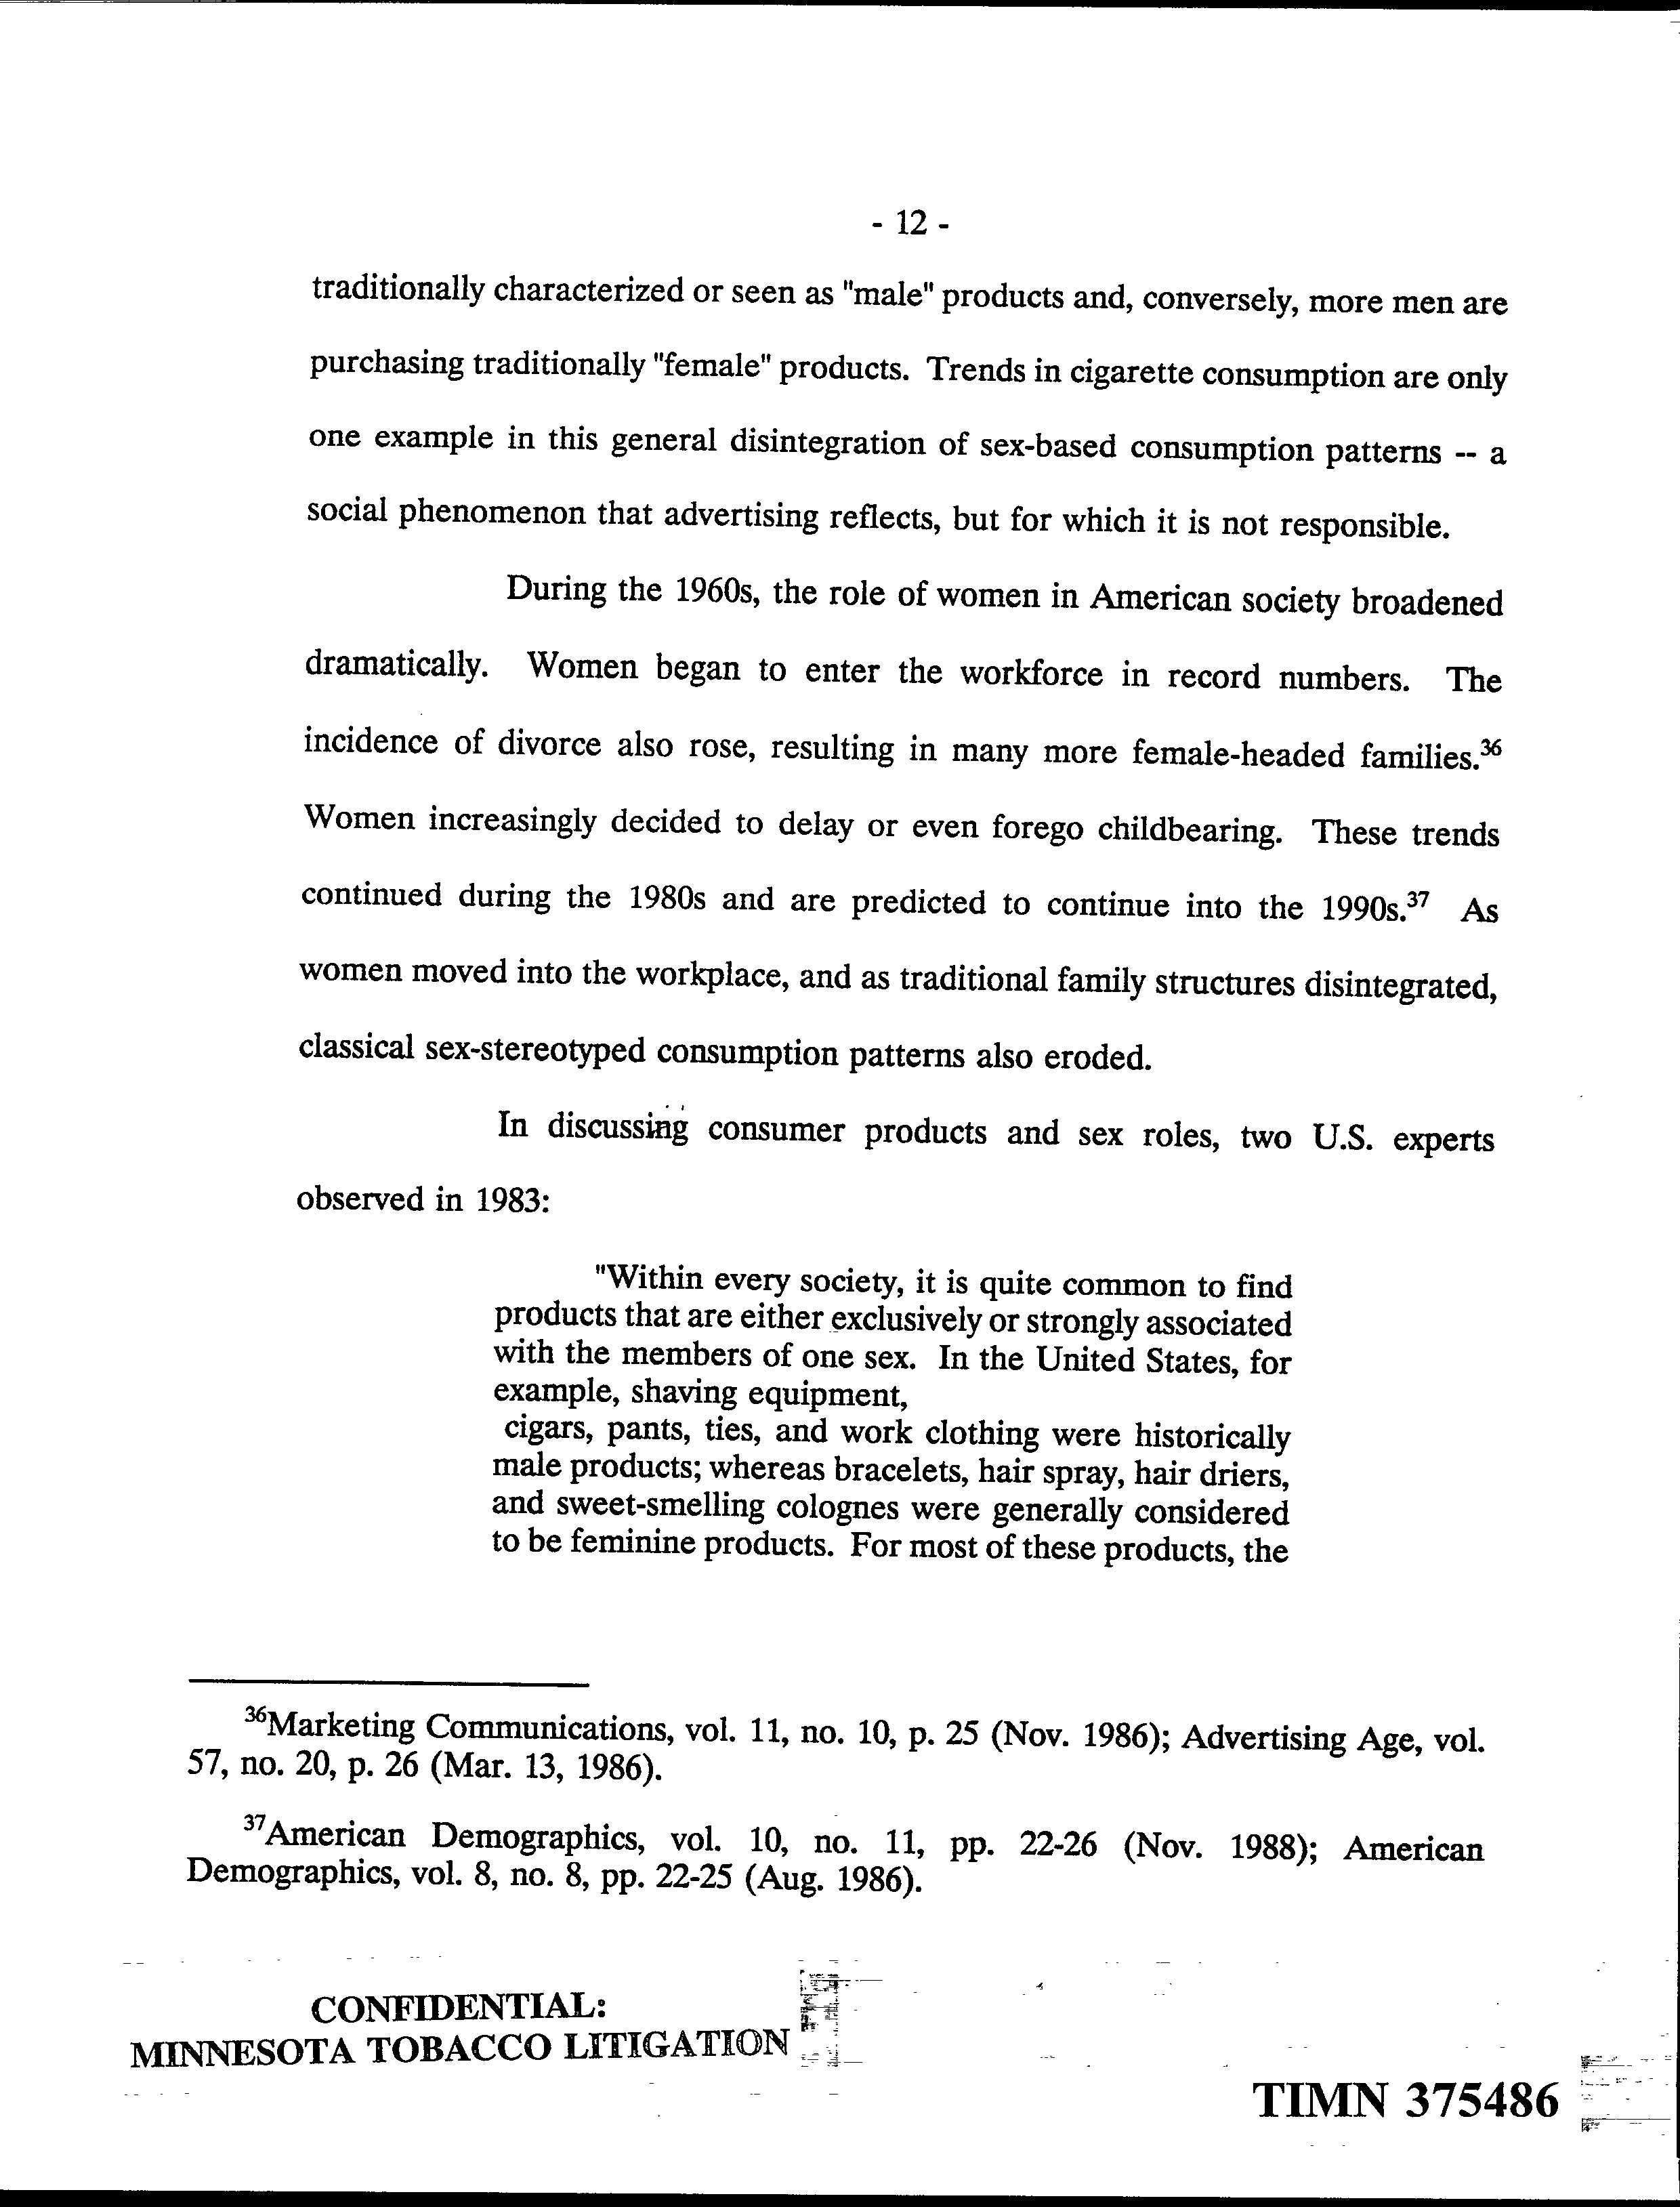 - 12 -
traditionally characterized or seen as "male" products and, conversely, more men are
purchasing traditionally "female" products. Trends in cigarette consumption are only
one example in this general disintegration of sex-based consumption patterns -- a
social phenomenon that advertising reflects, but for which it is not responsible.
During the 1960s, the role of women in American society broadened
dramatically. Women began to enter the workforce in record numbers. The
incidence of divorce also rose, resulting in many more female-headed families.36
Women increasingly decided to delay or even forego childbearing. These trends
continued during the 1980s and are predicted to continue into the 1990s.37 As
women moved into the workplace, and as traditional family structures disintegrated,
classical sex-stereotyped consumption patterns also eroded.
In discussing consumer products and sex roles, two U.S. experts
observed in 1983:
"Within every society, it is quite common to find
products that are either exclusively or strongly associated
with the members of one sex. In the United States, for
example, shaving equipment,
cigars, pants, ties, and work clothing were historically
male products; whereas bracelets, hair spray, hair driers,
and sweet-smelling colognes were generally considered
to be feminine products. For most of these products, the
36Marketing Communications, vol. 11, no. 10, p. 25 (Nov. 1986); Advertising Age, vol.
57, no. 20, p. 26 (Mar. 13, 1986).
37American Demographics, vol. 10, no. 11, pp. 22-26 (Nov. 1988); American
Demographics, vol. 8, no. 8, pp. 22-25 (Aug. 1986).
CONFIDENTIAL:
MINNESOTA TOBACCO LITIGATION
TIMN 375486